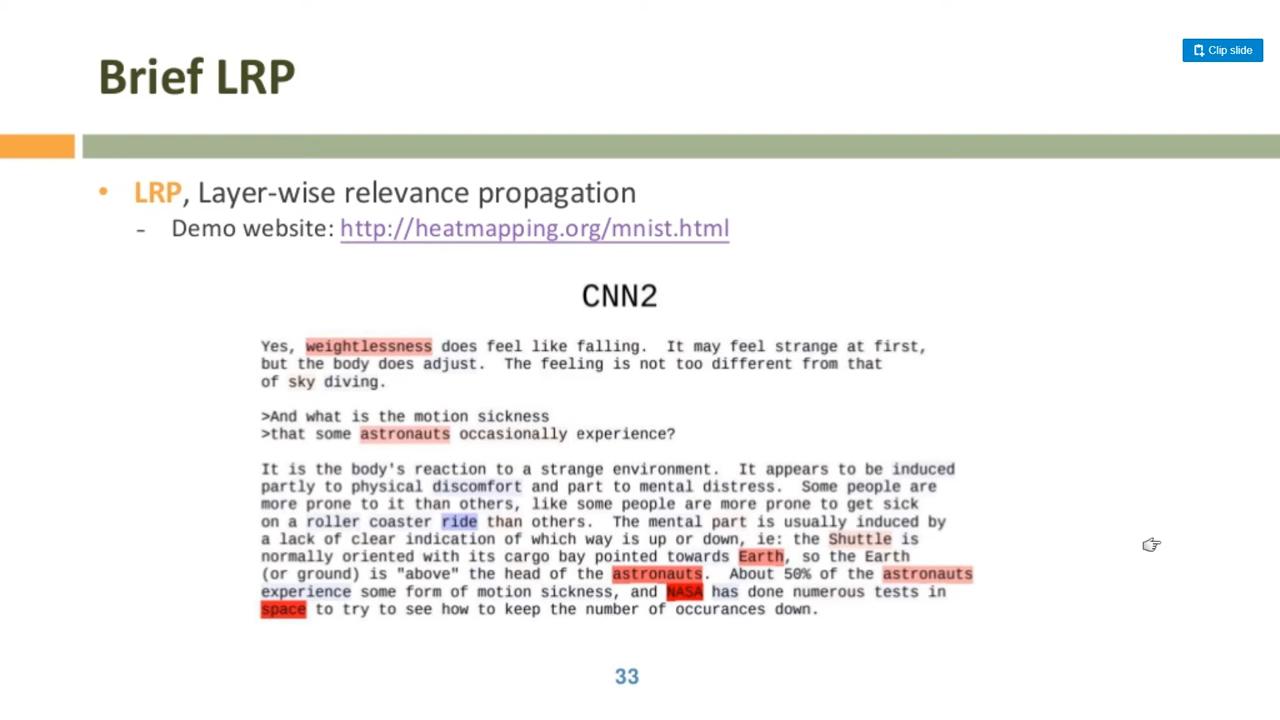 Brief LRP
Clip slide
• LRP, Layer-wise relevance propagation
- Demo website: http://heatmapping.org/mnist.html
CNN2
Yes, weightlessness does feel like falling. It may feel strange at first,
but the body does adjust. The feeling is not too different from that
of sky diving.
>And what is the motion sickness
>that some astronauts occasionally experience?
It is the body's reaction to a strange environment. It appears to be induced
partly to physical discomfort and part to mental distress. Some people are
more prone to it than others, like some people are more prone to get sick
on a roller coaster ride than others. The mental part is usually induced by
a lack of clear indication of which way is up or down, ie: the Shuttle is
normally oriented with its cargo bay pointed towards Earth, so the Earth
(or ground) is "above" the head of the astronauts. About 50% of the astronauts
experience some form of motion sickness, and NASA has done numerous tests in
space to try to see how to keep the number of occurances down.
33